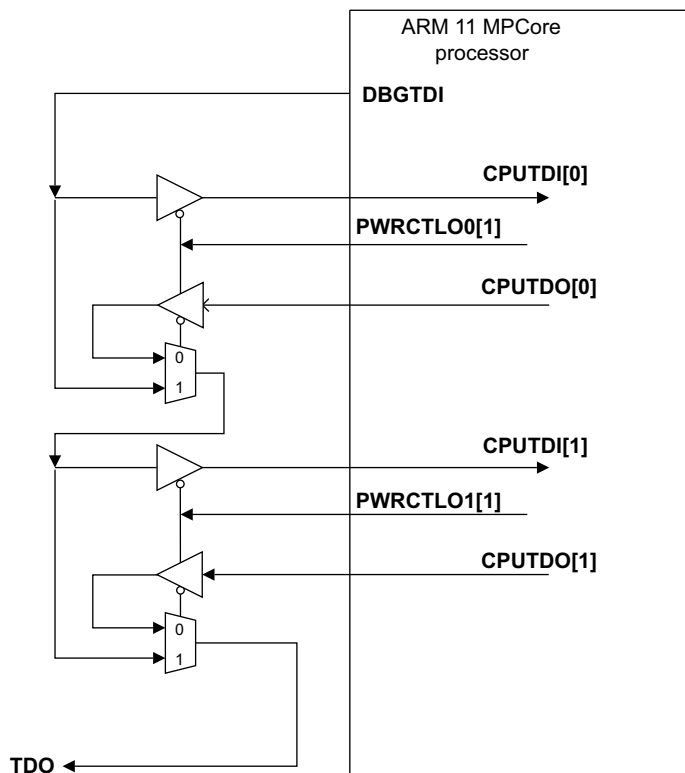 ARM 11 MPCore
processor
DBGTDI
CPUTDI[0]
PWRCTLO0[1]
CPUTDO[0]
0
1
CPUTDI[1]
PWRCTLO1[1]
CPUTDO[1]
0
1
TDO